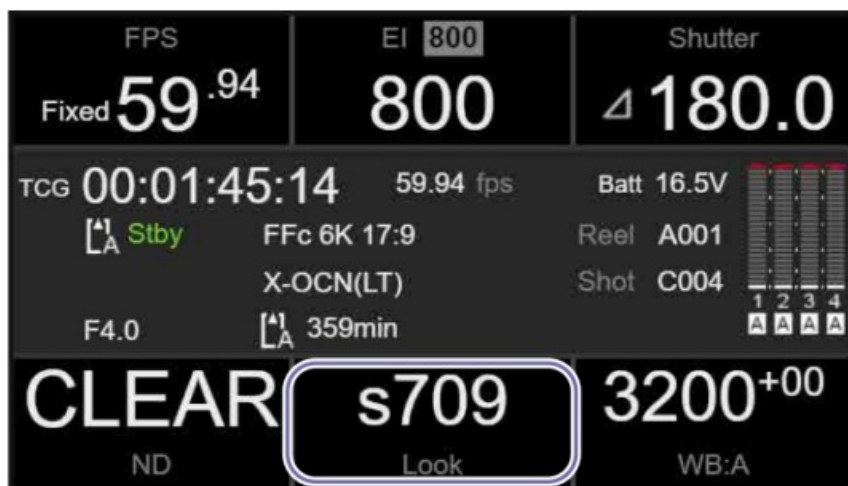 FPS EI 800 Shutter
Fixed 59.94 800 180.0
TCG 00:01:45:14 59.94 fps Batt 16.5V
A Stby FFc 6K 17:9 Reel A001
X-OCN(LT) Shot C004
1 2 3 4
F4.0 A 359min A A A A
CLEAR s709 3200+00
ND Look WB:A